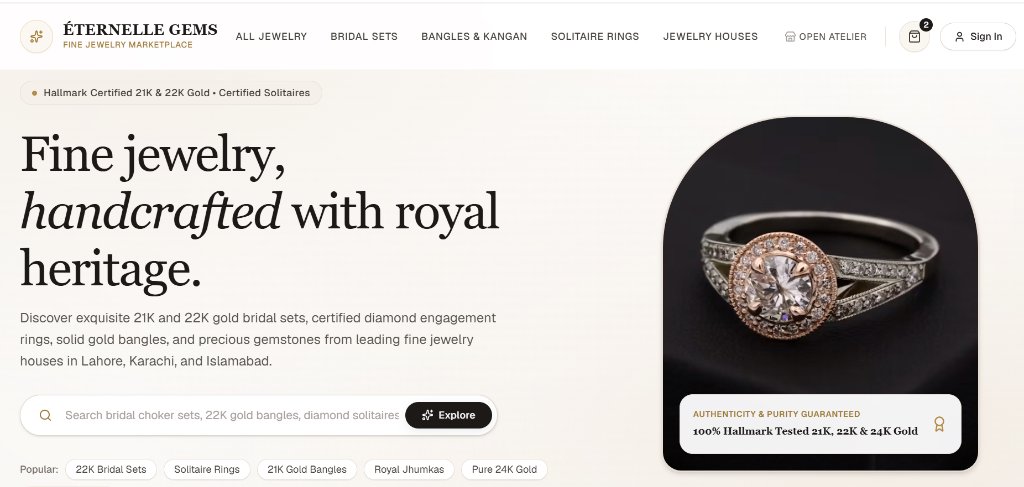 ÉTERNELLE GEMS
FINE JEWELRY MARKETPLACE
ALL JEWELRY
BRIDAL SETS
BANGLES & KANGAN
SOLITAIRE RINGS
JEWELRY HOUSES
OPEN ATELIER
2
Sign In
Hallmark Certified 21K & 22K Gold • Certified Solitaires
Fine jewelry,
handcrafted with royal
heritage.
Discover exquisite 21K and 22K gold bridal sets, certified diamond engagement
rings, solid gold bangles, and precious gemstones from leading fine jewelry
houses in Lahore, Karachi, and Islamabad.
Search bridal choker sets, 22K gold bangles, diamond solitaires
Explore
Popular:
22K Bridal Sets
Solitaire Rings
21K Gold Bangles
Royal Jhumkas
Pure 24K Gold
AUTHENTICITY & PURITY GUARANTEED
100% Hallmark Tested 21K, 22K & 24K Gold